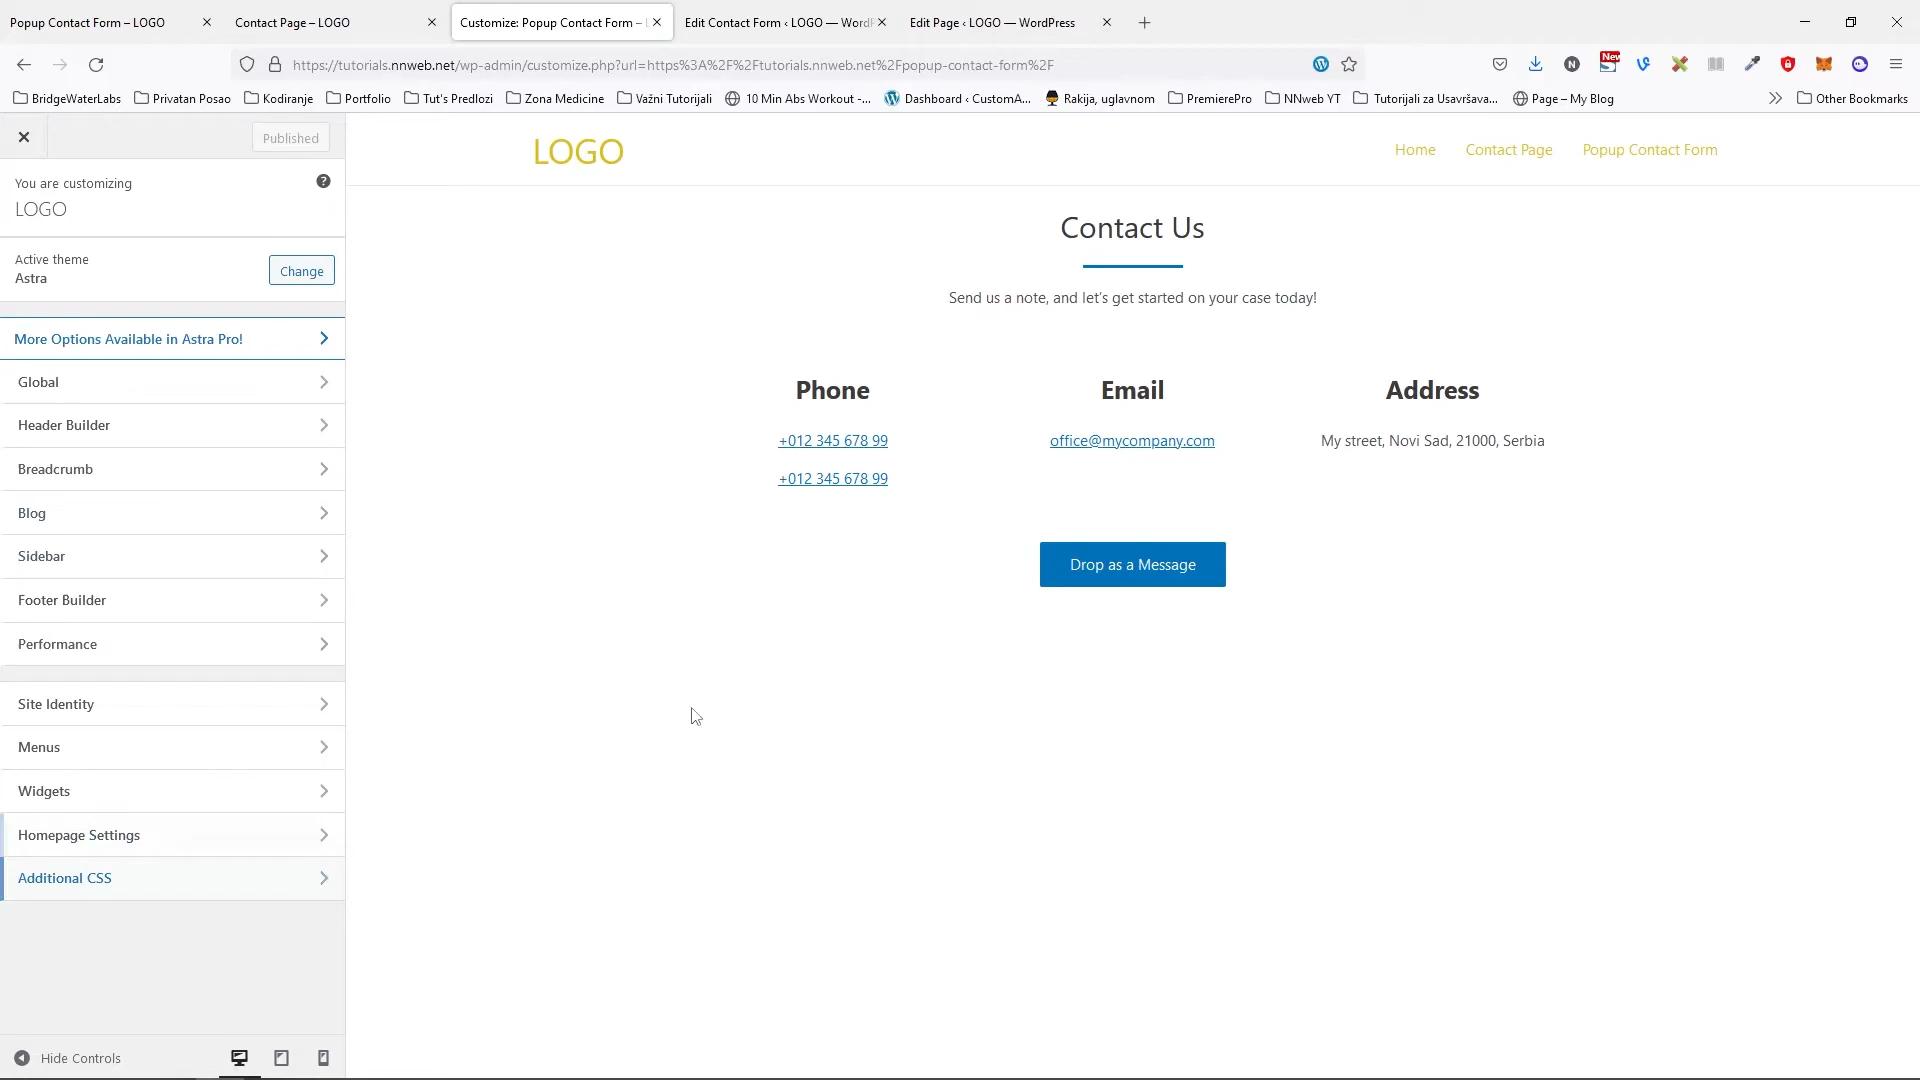 Popup Contact Form – LOGO
Contact Page – LOGO
Customize: Popup Contact Form –
Edit Contact Form ‹ LOGO — WordP
Edit Page ‹ LOGO — WordPress
https://tutorials.nnweb.net/wp-admin/customize.php?url=https%3A%2F%2Ftutorials.nnweb.net%2Fpopup-contact-form%2F
New
BridgeWaterLabs
Privatan Posao
Kodiranje
Portfolio
Tut's Predlozi
Zona Medicine
Važni Tutorijali
10 Min Abs Workout -...
Dashboard ‹ CustomA...
Rakija, uglavnom
PremierePro
NNweb YT
Tutorijali za Usavršava...
Page – My Blog
Other Bookmarks
Published
You are customizing
LOGO
Active theme
Astra
Change
More Options Available in Astra Pro!
Global
Header Builder
Breadcrumb
Blog
Sidebar
Footer Builder
Performance
Site Identity
Menus
Widgets
Homepage Settings
Additional CSS
Hide Controls
LOGO
Home
Contact Page
Popup Contact Form
Contact Us
Send us a note, and let's get started on your case today!
Phone
+012 345 678 99
+012 345 678 99
Email
office@mycompany.com
Address
My street, Novi Sad, 21000, Serbia
Drop as a Message